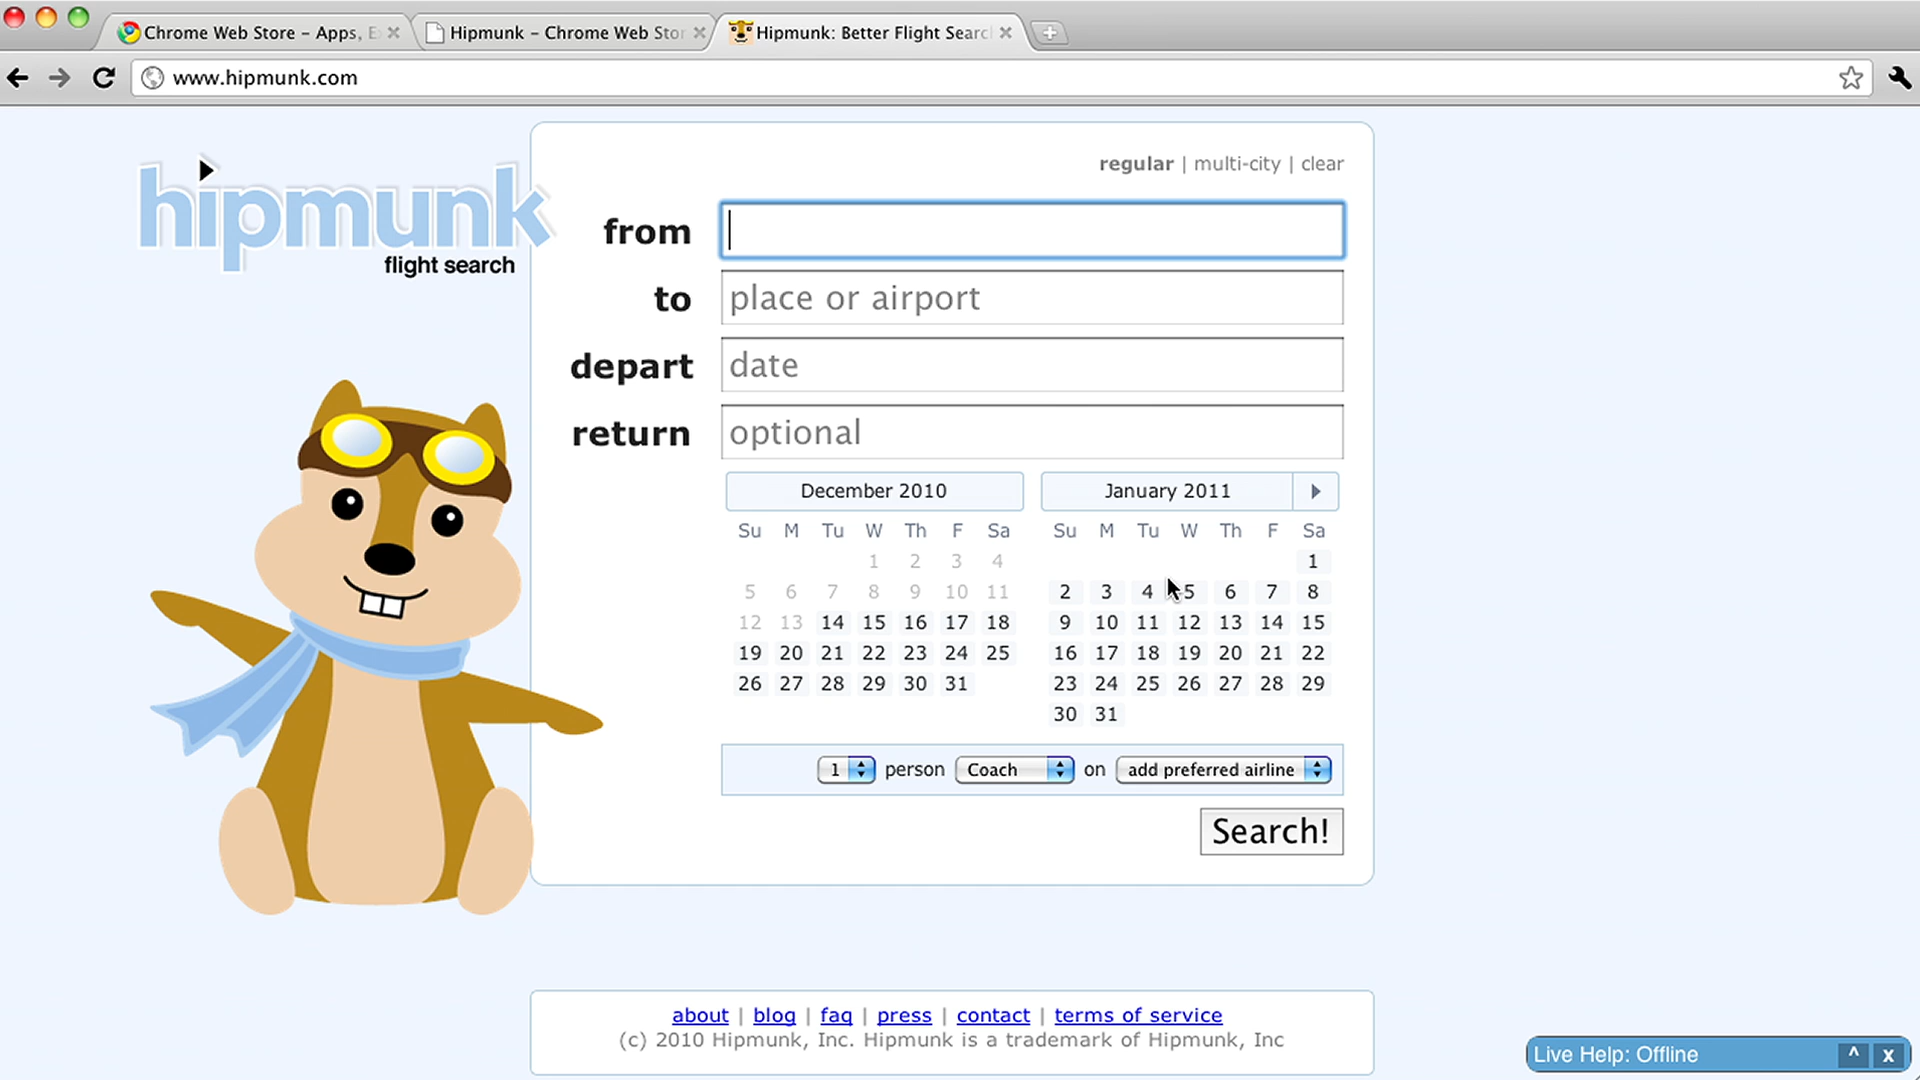 Chrome Web Store - Apps, E
Hipmunk - Chrome Web Stor
Hipmunk: Better Flight Searc
www.hipmunk.com
hipmunk
flight search
regular | multi-city | clear
from
to place or airport
depart date
return optional
December 2010
Su M Tu W Th F Sa
1 2 3 4
5 6 7 8 9 10 11
12 13 14 15 16 17 18
19 20 21 22 23 24 25
26 27 28 29 30 31
January 2011
Su M Tu W Th F Sa
1
2 3 4 5 6 7 8
9 10 11 12 13 14 15
16 17 18 19 20 21 22
23 24 25 26 27 28 29
30 31
1 person Coach on add preferred airline
Search!
about | blog | faq | press | contact | terms of service
(c) 2010 Hipmunk, Inc. Hipmunk is a trademark of Hipmunk, Inc
Live Help: Offline ^ x